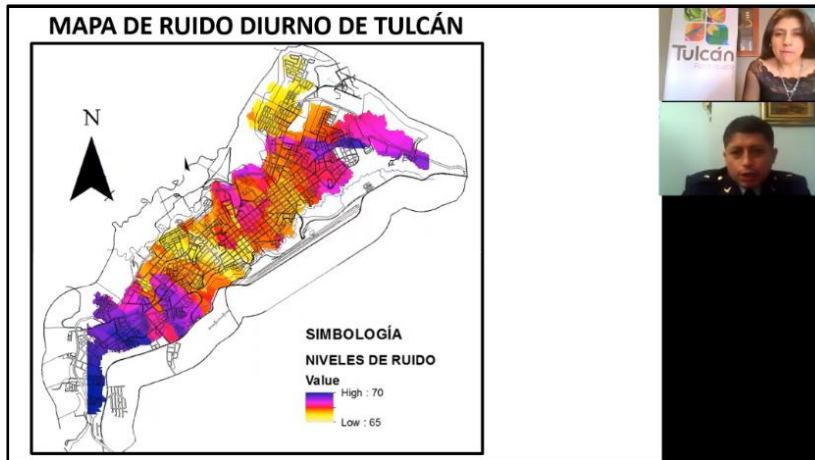 MAPA DE RUIDO DIURNO DE TULCÁN
N
SIMBOLOGÍA
NIVELES DE RUIDO
Value
High : 70
Low : 65
Tulcán